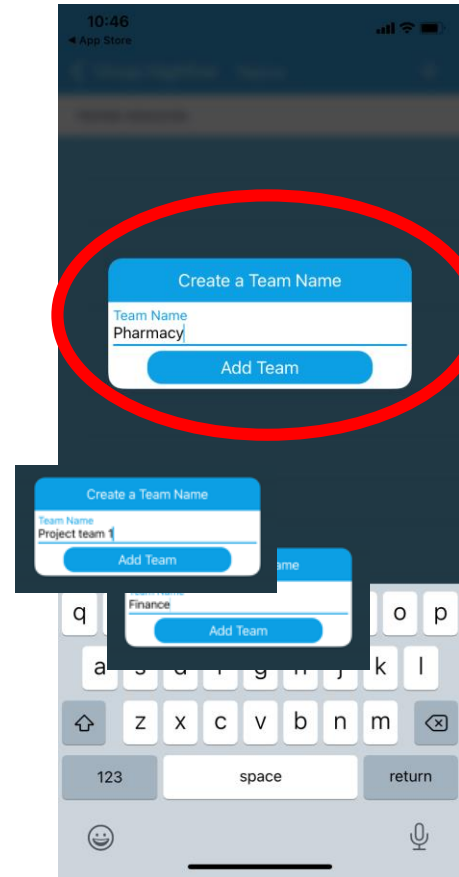 10:46
App Store
Create a Team Name
Team Name
Pharmacy
Add Team
Create a Team Name
Team Name
Project team 1
Add Team
Finance
Add Team
q o p
a k l
z x c v b n m
123 space return